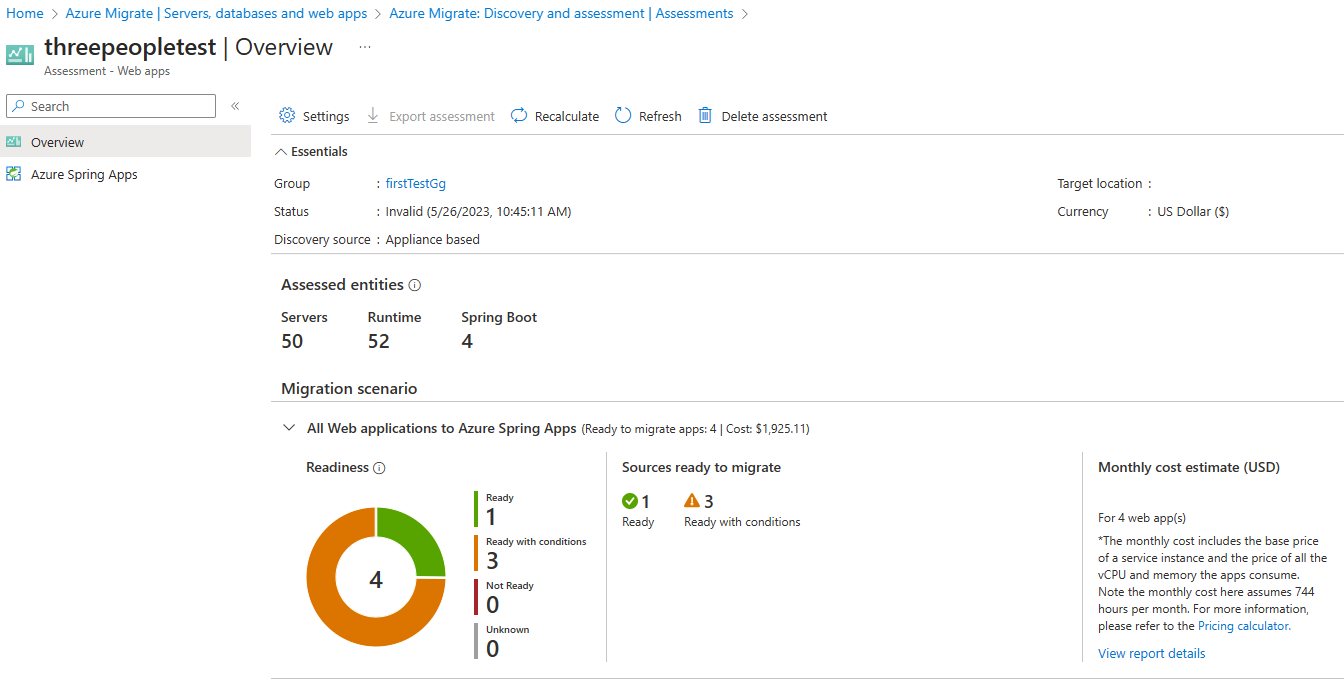 Home > Azure Migrate | Servers, databases and web apps > Azure Migrate: Discovery and assessment | Assessments >
threepeopletest | Overview ...
Assessment - Web apps
Search «
Overview
Azure Spring Apps
Settings Export assessment Recalculate Refresh Delete assessment
Essentials
Group : firstTestGg
Target location :
Status : Invalid (5/26/2023, 10:45:11 AM)
Currency : US Dollar ($)
Discovery source : Appliance based
Assessed entities
Servers Runtime Spring Boot
50 52 4
Migration scenario
All Web applications to Azure Spring Apps (Ready to migrate apps: 4 | Cost: $1,925.11)
Readiness
4
Ready
1
Ready with conditions
3
Not Ready
0
Unknown
0
Sources ready to migrate
1 3
Ready Ready with conditions
Monthly cost estimate (USD)
For 4 web app(s)
*The monthly cost includes the base price
of a service instance and the price of all the
vCPU and memory the apps consume.
Note the monthly cost here assumes 744
hours per month. For more information,
please refer to the Pricing calculator.
View report details